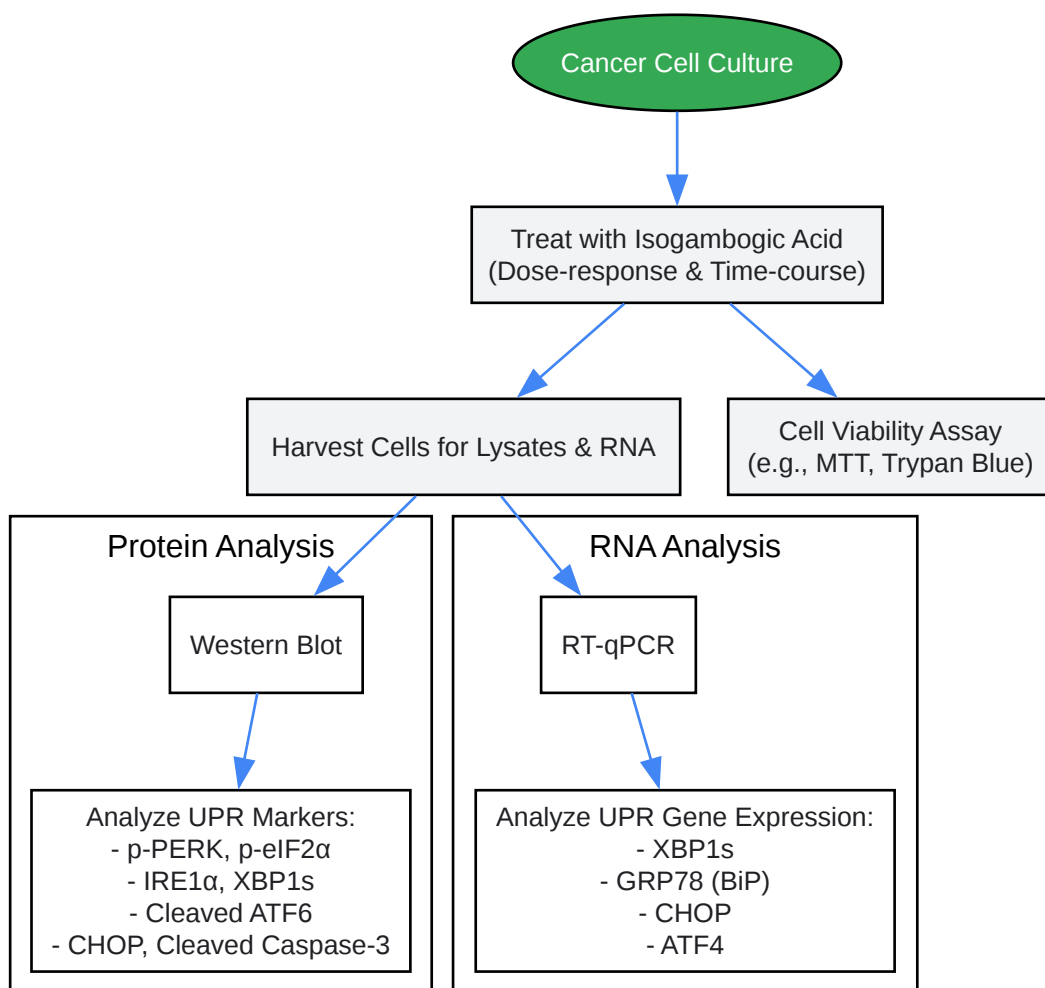 Cancer Cell Culture
Treat with Isogambogic Acid
(Dose-response & Time-course)
Harvest Cells for Lysates & RNA
Cell Viability Assay
(e.g., MTT, Trypan Blue)
Protein Analysis
Western Blot
Analyze UPR Markers:
- p-PERK, p-eIF2α
- IRE1α, XBP1s
- Cleaved ATF6
- CHOP, Cleaved Caspase-3
RNA Analysis
RT-qPCR
Analyze UPR Gene Expression:
- XBP1s
- GRP78 (BiP)
- CHOP
- ATF4